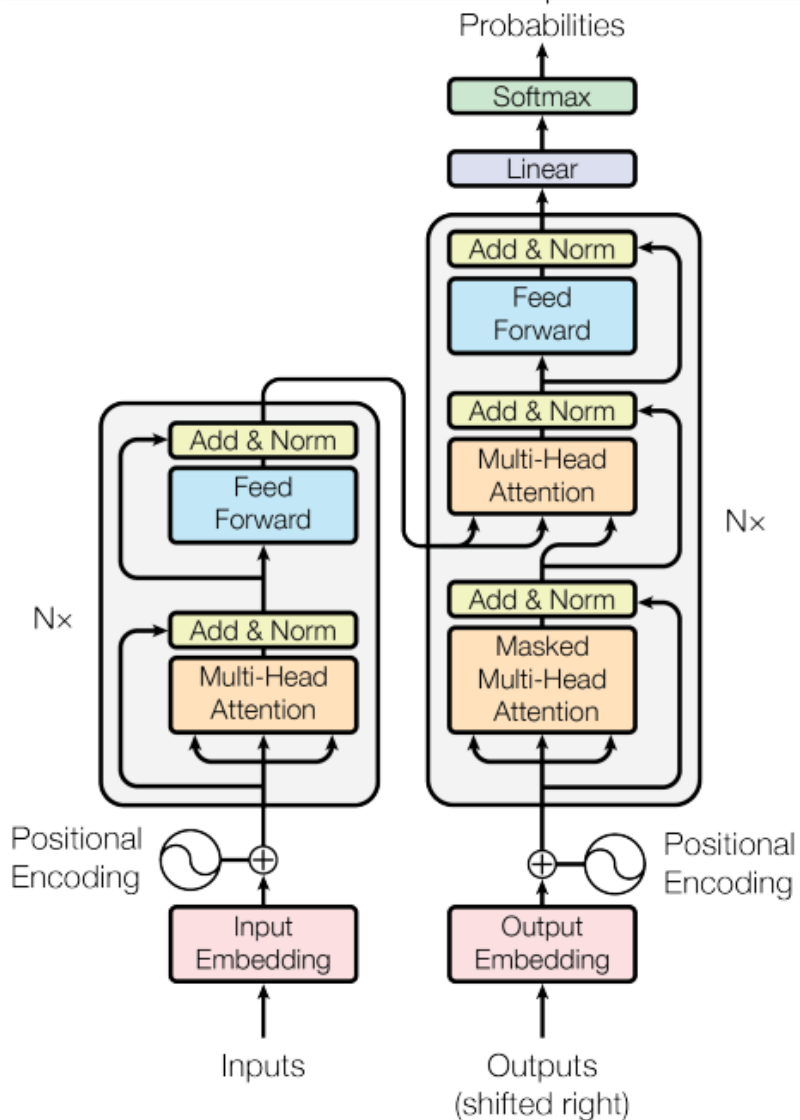 Probabilities
Softmax
Linear
Add & Norm
Feed
Forward
Add & Norm
Multi-Head
Attention
Nx
Add & Norm
Masked
Multi-Head
Attention
Add & Norm
Feed
Forward
Nx
Add & Norm
Multi-Head
Attention
Positional
Encoding
Positional
Encoding
Input
Embedding
Output
Embedding
Inputs
Outputs
(shifted right)